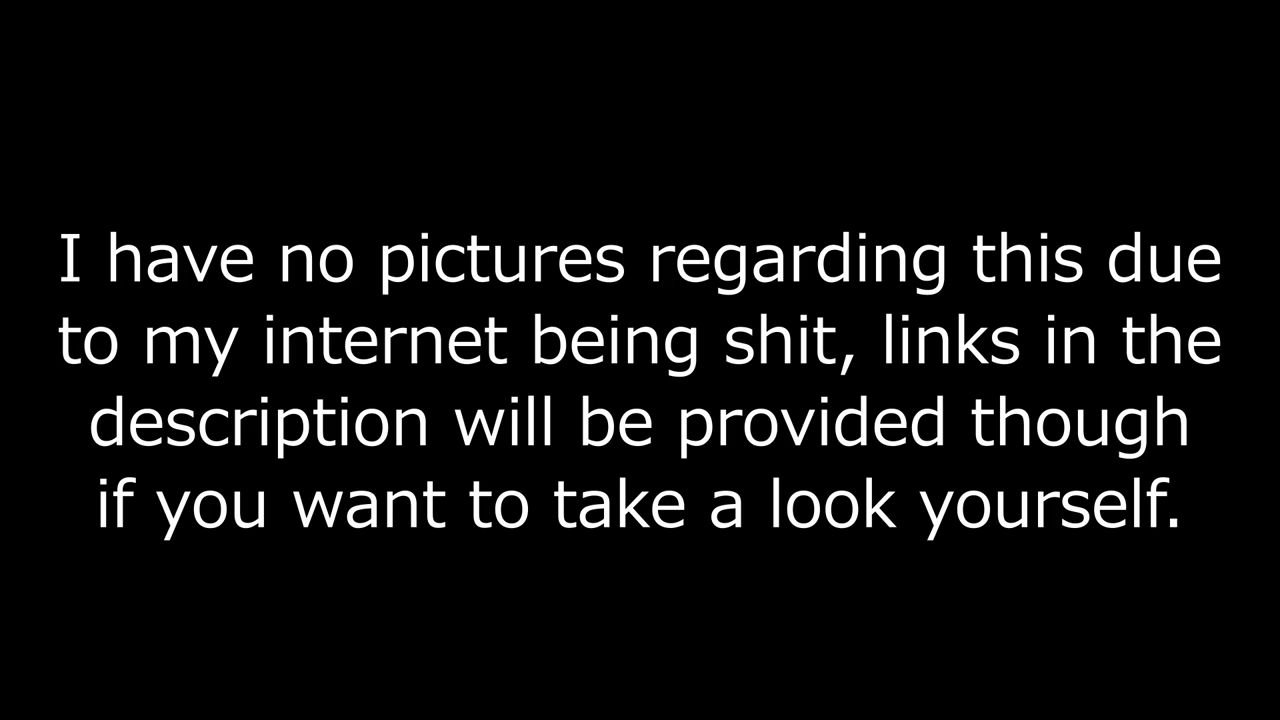 I have no pictures regarding this due
to my internet being shit, links in the
description will be provided though
if you want to take a look yourself.